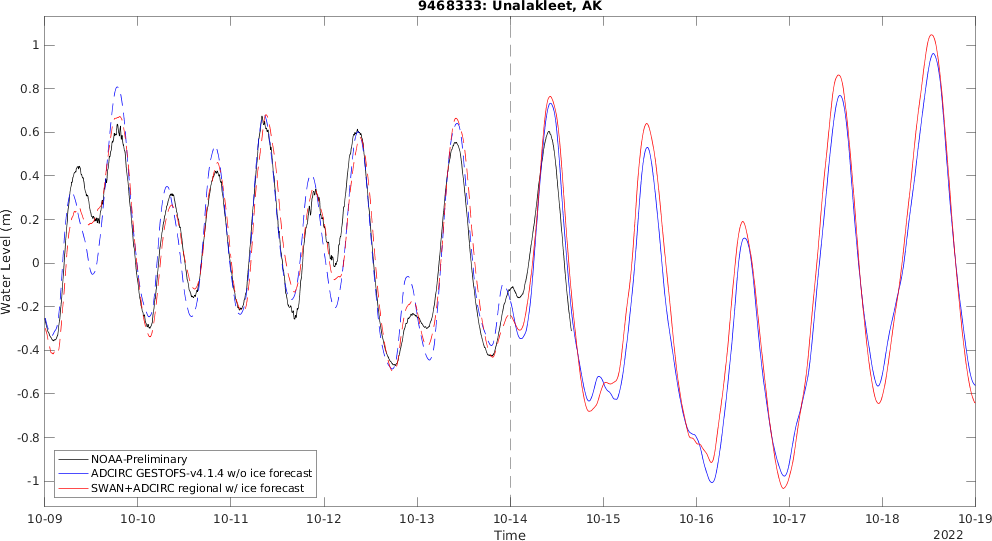 9468333: Unalakleet, AK
Water Level (m)
1
0.8
0.6
0.4
0.2
0
-0.2
-0.4
-0.6
-0.8
-1
NOAA-Preliminary
ADCIRC GESTOFS-v4.1.4 w/o ice forecast
SWAN+ADCIRC regional w/ ice forecast
10-09 10-10 10-11 10-12 10-13 10-14 10-15 10-16 10-17 10-18 10-19
Time
2022